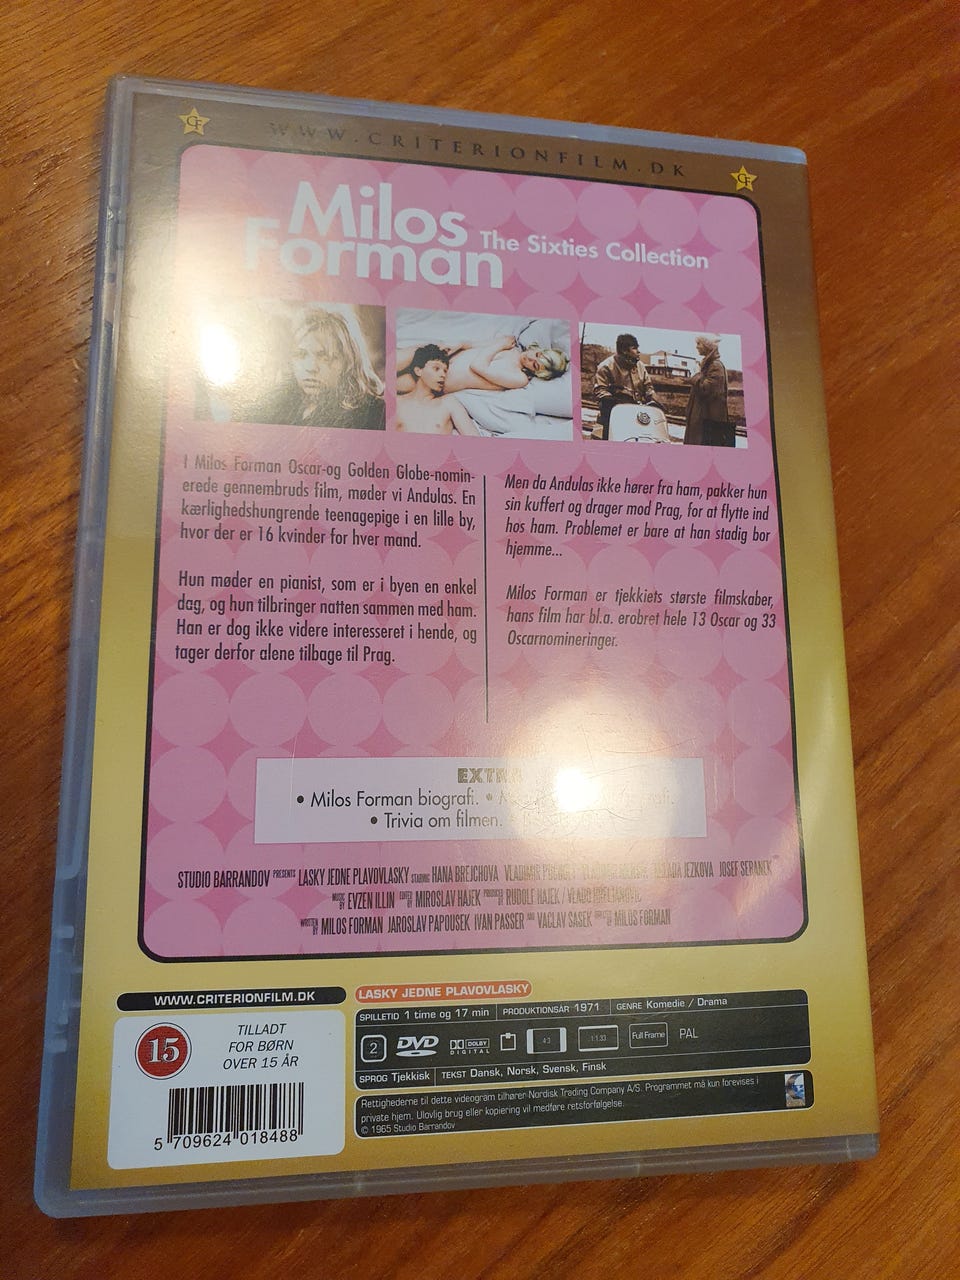 CF
WWW.CRITERIONFILM.DK
CF
Milos
Forman
The Sixties Collection
I Milos Forman Oscar-og Golden Globe-nomin-
erede gennembruds film, møder vi Andulas. En
kærlighedshungrende teenagepige i en lille by,
hvor der er 16 kvinder for hver mand.
Hun møder en pianist, som er i byen en enkel
dag, og hun tilbringer natten sammen med ham.
Han er dog ikke videre interesseret i hende, og
tager derfor alene tilbage til Prag.
Men da Andulas ikke hører fra ham, pakker hun
sin kuffert og drager mod Prag, for at flytte ind
hos ham. Problemet er bare at han stadig bor
hjemme...
Milos Forman er tjekkiets største filmskaber,
hans film har bl.a. erobret hele 13 Oscar og 33
Oscarnomineringer.
EXTRA
• Milos Forman biografi. •
• Trivia om filmen. •
STUDIO BARRANDOV PRESENTS LASKY JEDNE PLAVOVLASKY STARRING HANA BREJCHOVA VLADIMIR JEZKOVA JOSEF SEBANEK
MUSIC BY EVZEN ILLIN EDITED BY MIROSLAV HAJEK PRODUCED BY RUDOLF HAJEK /
WRITTEN BY MILOS FORMAN JAROSLAV PAPOUSEK IVAN PASSER AND VACLAV SASEK DIRECTED BY MILOS FORMAN
WWW.CRITERIONFILM.DK
15
TILLADT
FOR BØRN
OVER 15 ÅR
5 709624 018488
LASKY JEDNE PLAVOVLASKY
SPILLETID 1 time og 17 min PRODUKTIONSÅR 1971 GENRE Komedie / Drama
2 DVD DOLBY DIGITAL 4:3 1:1.33 Full Frame PAL
SPROG Tjekkisk TEKST Dansk, Norsk, Svensk, Finsk
Rettighederne til dette videogram tilhører Nordisk Trading Company A/S. Programmet må kun forevises i
private hjem. Ulovlig brug eller kopiering vil medføre retsforfølgelse.
© 1965 Studio Barrandov